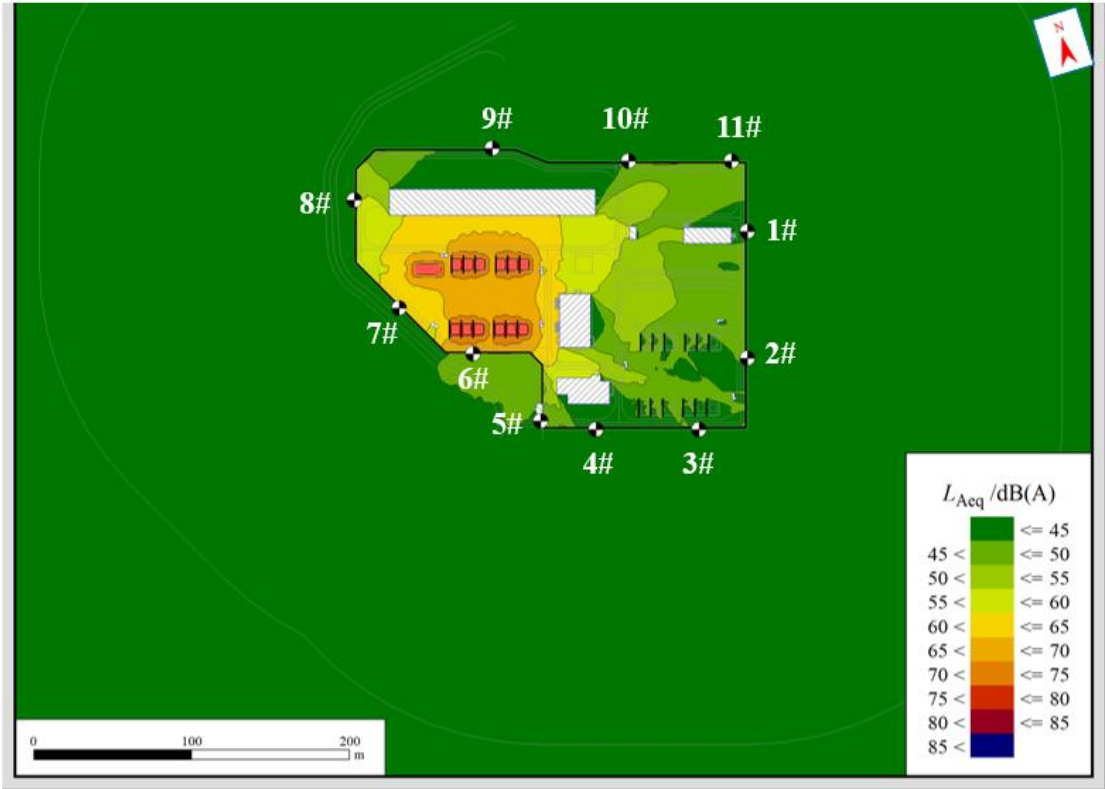 N
9#
10#
11#
8#
1#
7#
2#
6#
5#
4#
3#
L_Aeq /dB(A)
<= 45
45 < <= 50
50 < <= 55
55 < <= 60
60 < <= 65
65 < <= 70
70 < <= 75
75 < <= 80
80 < <= 85
85 <
0 100 200
m